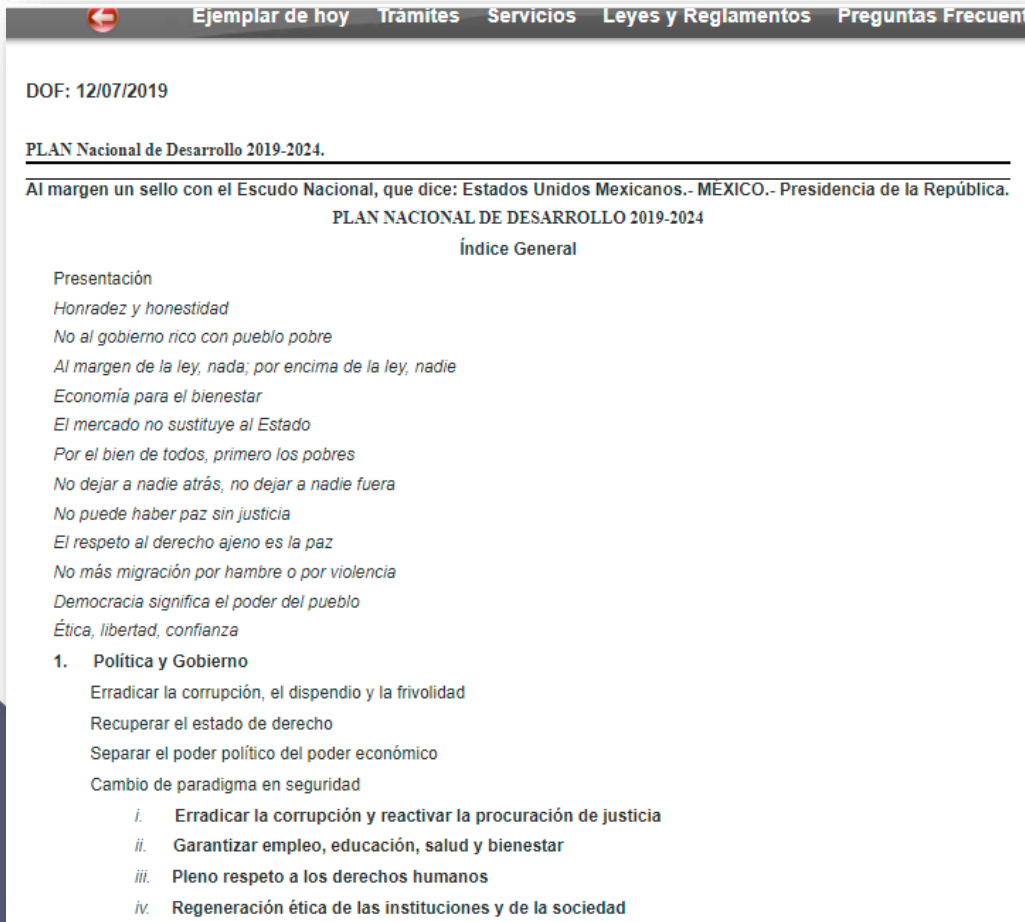 Ejemplar de hoy Trámites Servicios Leyes y Reglamentos Preguntas
DOF: 12/07/2019
PLAN Nacional de Desarrollo 2019-2024.
Al margen un sello con el Escudo Nacional, que dice: Estados Unidos Mexicanos.- MÉXICO.- Presidencia de la República.
PLAN NACIONAL DE DESARROLLO 2019-2024
Índice General
Presentación
Honradez y honestidad
No al gobierno rico con pueblo pobre
Al margen de la ley, nada; por encima de la ley, nadie
Economía para el bienestar
El mercado no sustituye al Estado
Por el bien de todos, primero los pobres
No dejar a nadie atrás, no dejar a nadie fuera
No puede haber paz sin justicia
El respeto al derecho ajeno es la paz
No más migración por hambre o por violencia
Democracia significa el poder del pueblo
Ética, libertad, confianza
1. Política y Gobierno
Erradicar la corrupción, el dispendio y la frivolidad
Recuperar el estado de derecho
Separar el poder político del poder económico
Cambio de paradigma en seguridad
i. Erradicar la corrupción y reactivar la procuración de justicia
ii. Garantizar empleo, educación, salud y bienestar
iii. Pleno respeto a los derechos humanos
iv. Regeneración ética de las instituciones y de la sociedad